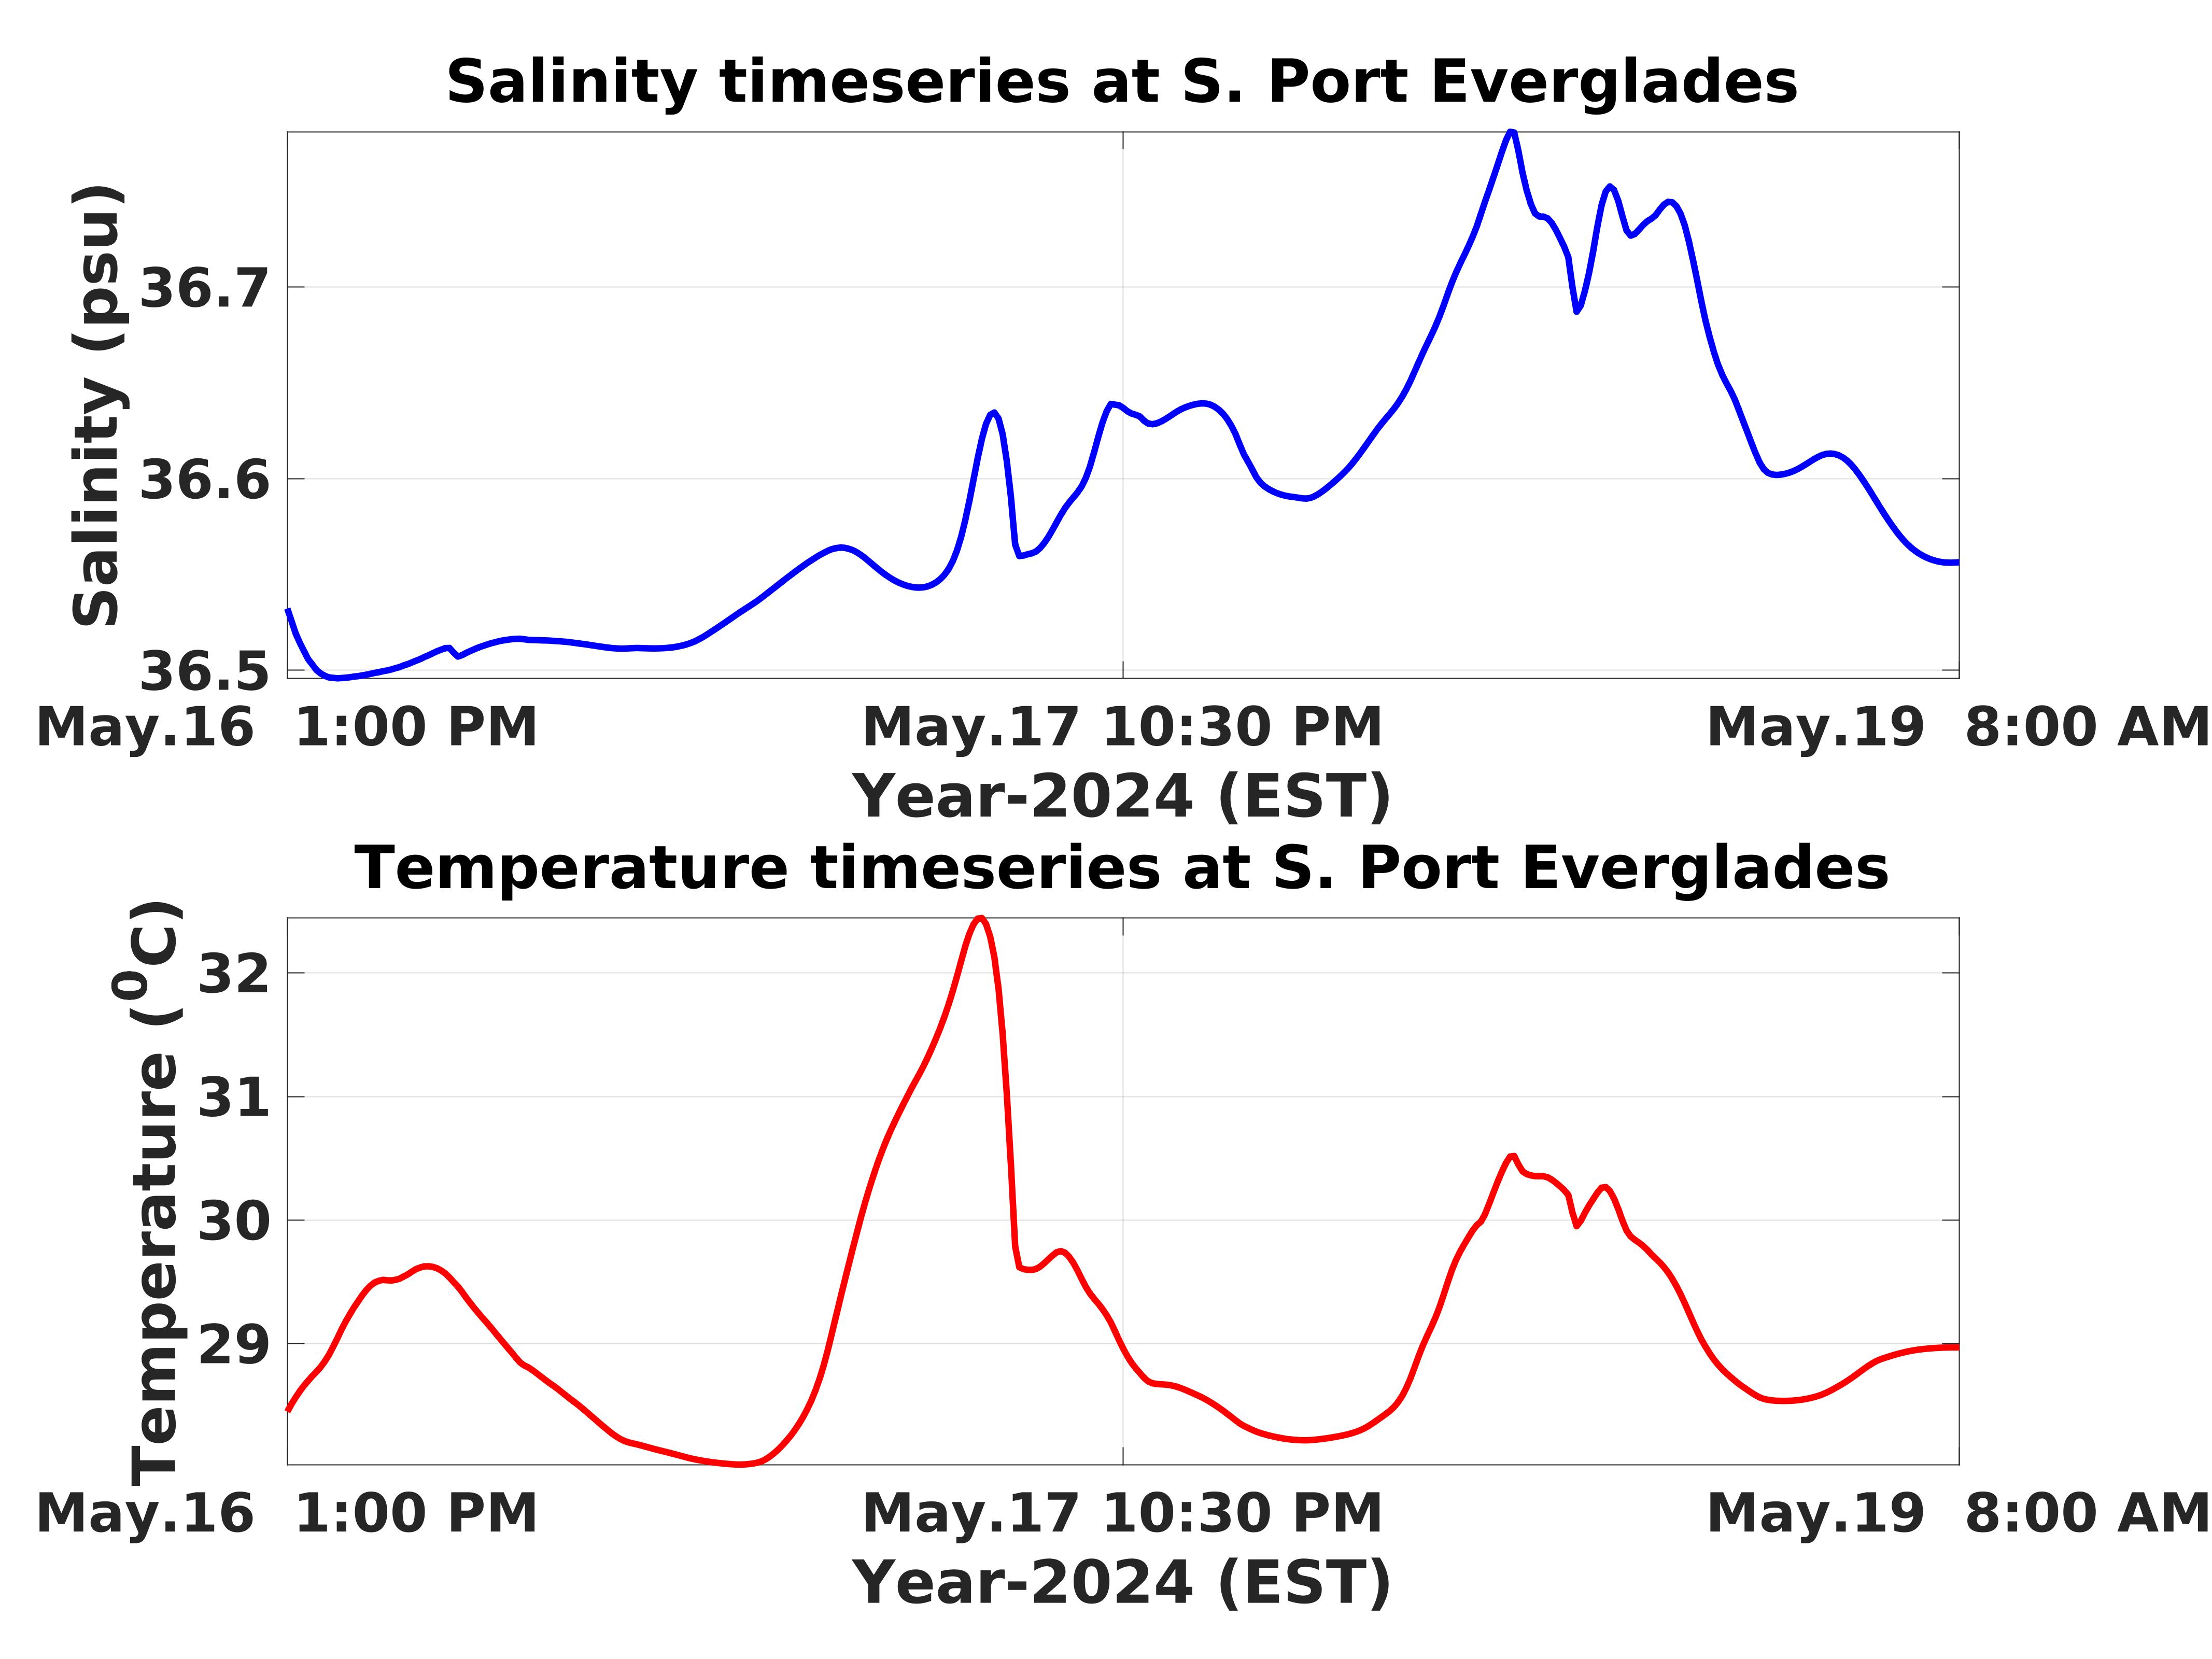 Salinity timeseries at S. Port Everglades
Salinity (psu)
36.7
36.6
36.5
May.16 1:00 PM May.17 10:30 PM May.19 8:00 AM
Year-2024 (EST)
Temperature timeseries at S. Port Everglades
Temperature (⁰C)
32
31
30
29
May.16 1:00 PM May.17 10:30 PM May.19 8:00 AM
Year-2024 (EST)